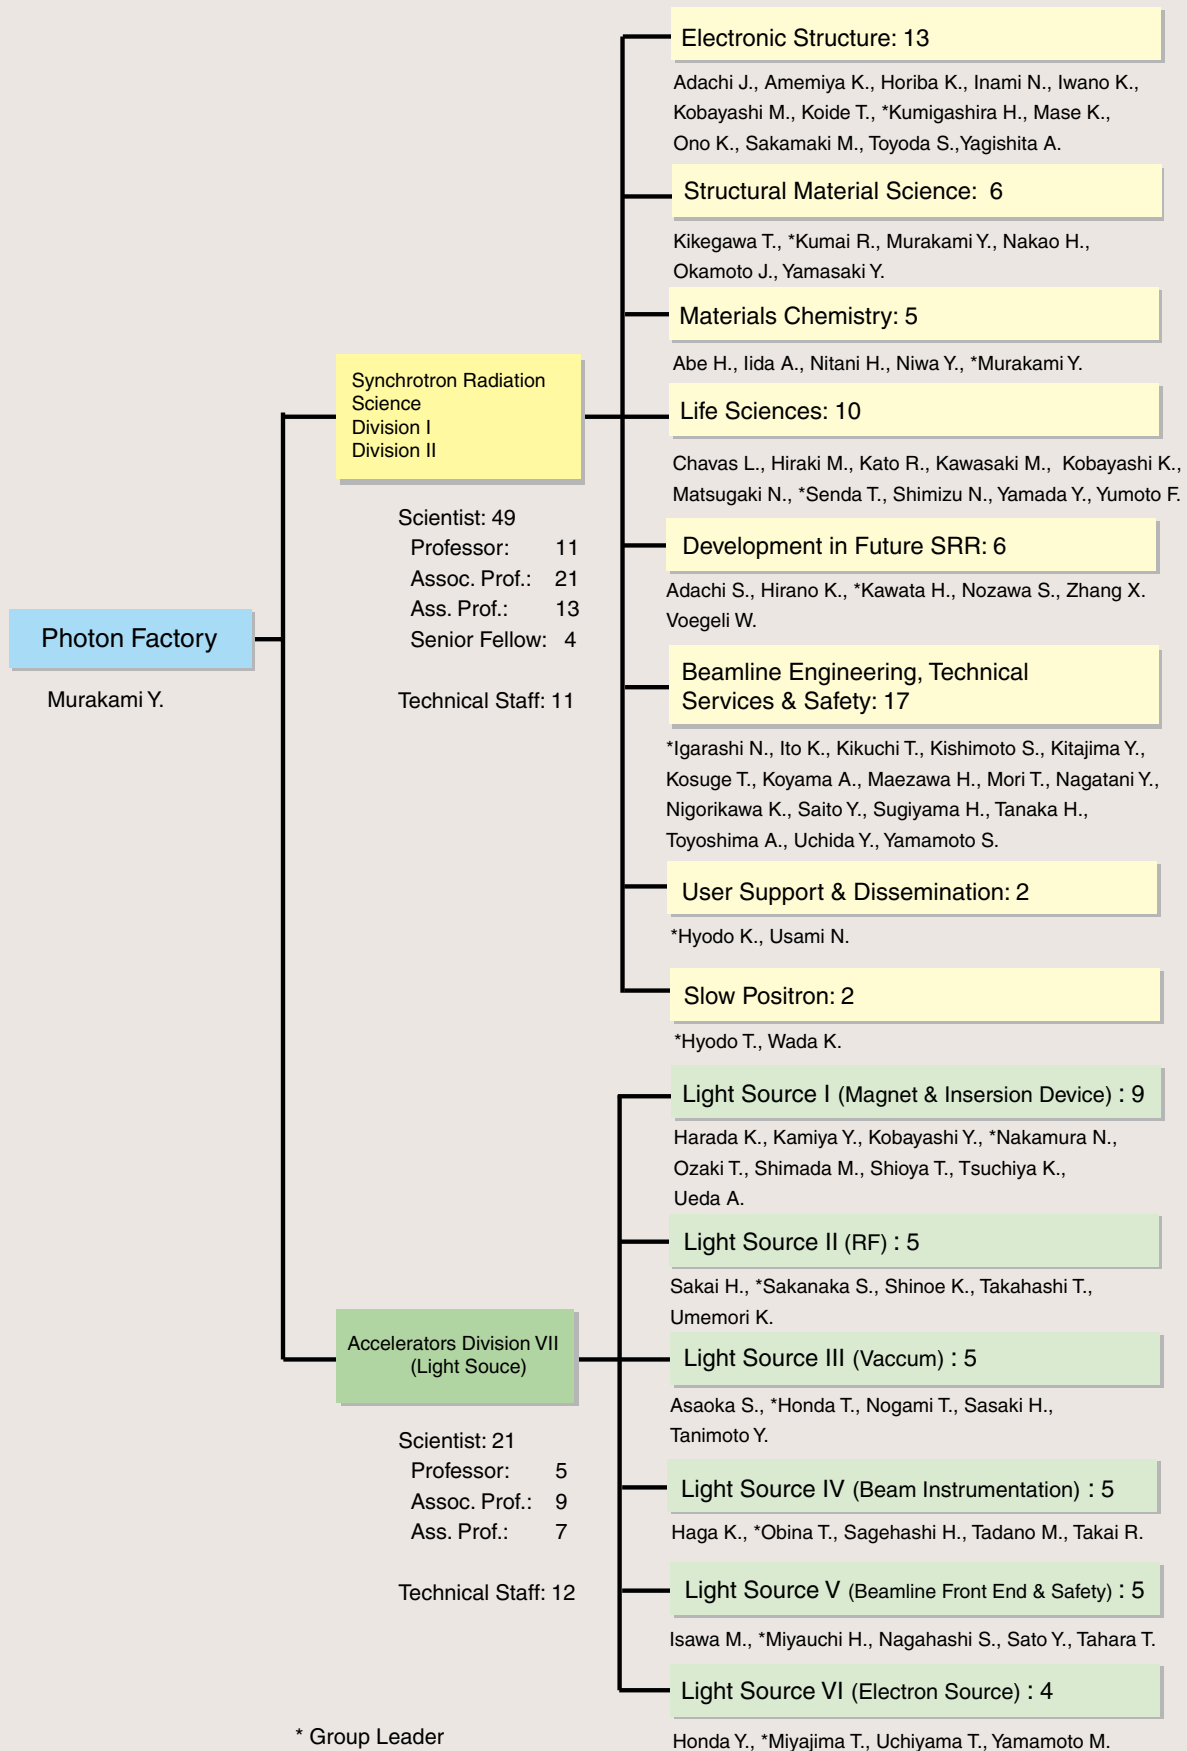 Photon Factory
Murakami Y.
Synchrotron Radiation
Science
Division I
Division II
Scientist: 49
Professor: 11
Assoc. Prof.: 21
Ass. Prof.: 13
Senior Fellow: 4
Technical Staff: 11
Electronic Structure: 13
Adachi J., Amemiya K., Horiba K., Inami N., Iwano K.,
Kobayashi M., Koide T., *Kumigashira H., Mase K.,
Ono K., Sakamaki M., Toyoda S.,Yagishita A.
Structural Material Science: 6
Kikegawa T., *Kumai R., Murakami Y., Nakao H.,
Okamoto J., Yamasaki Y.
Materials Chemistry: 5
Abe H., Iida A., Nitani H., Niwa Y., *Murakami Y.
Life Sciences: 10
Chavas L., Hiraki M., Kato R., Kawasaki M., Kobayashi K.,
Matsugaki N., *Senda T., Shimizu N., Yamada Y., Yumoto F.
Development in Future SRR: 6
Adachi S., Hirano K., *Kawata H., Nozawa S., Zhang X.
Voegeli W.
Beamline Engineering, Technical
Services & Safety: 17
*Igarashi N., Ito K., Kikuchi T., Kishimoto S., Kitajima Y.,
Kosuge T., Koyama A., Maezawa H., Mori T., Nagatani Y.,
Nigorikawa K., Saito Y., Sugiyama H., Tanaka H.,
Toyoshima A., Uchida Y., Yamamoto S.
User Support & Dissemination: 2
*Hyodo K., Usami N.
Slow Positron: 2
*Hyodo T., Wada K.
Accelerators Division VII
(Light Souce)
Scientist: 21
Professor: 5
Assoc. Prof.: 9
Ass. Prof.: 7
Technical Staff: 12
Light Source I (Magnet & Insersion Device) : 9
Harada K., Kamiya Y., Kobayashi Y., *Nakamura N.,
Ozaki T., Shimada M., Shioya T., Tsuchiya K.,
Ueda A.
Light Source II (RF) : 5
Sakai H., *Sakanaka S., Shinoe K., Takahashi T.,
Umemori K.
Light Source III (Vaccum) : 5
Asaoka S., *Honda T., Nogami T., Sasaki H.,
Tanimoto Y.
Light Source IV (Beam Instrumentation) : 5
Haga K., *Obina T., Sagehashi H., Tadano M., Takai R.
Light Source V (Beamline Front End & Safety) : 5
Isawa M., *Miyauchi H., Nagahashi S., Sato Y., Tahara T.
Light Source VI (Electron Source) : 4
Honda Y., *Miyajima T., Uchiyama T., Yamamoto M.
* Group Leader